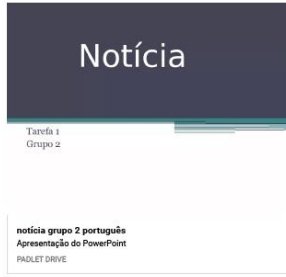 Notícia
Tarefa 1
Grupo 2
notícia grupo 2 português
Apresentação do PowerPoint
PADLET DRIVE